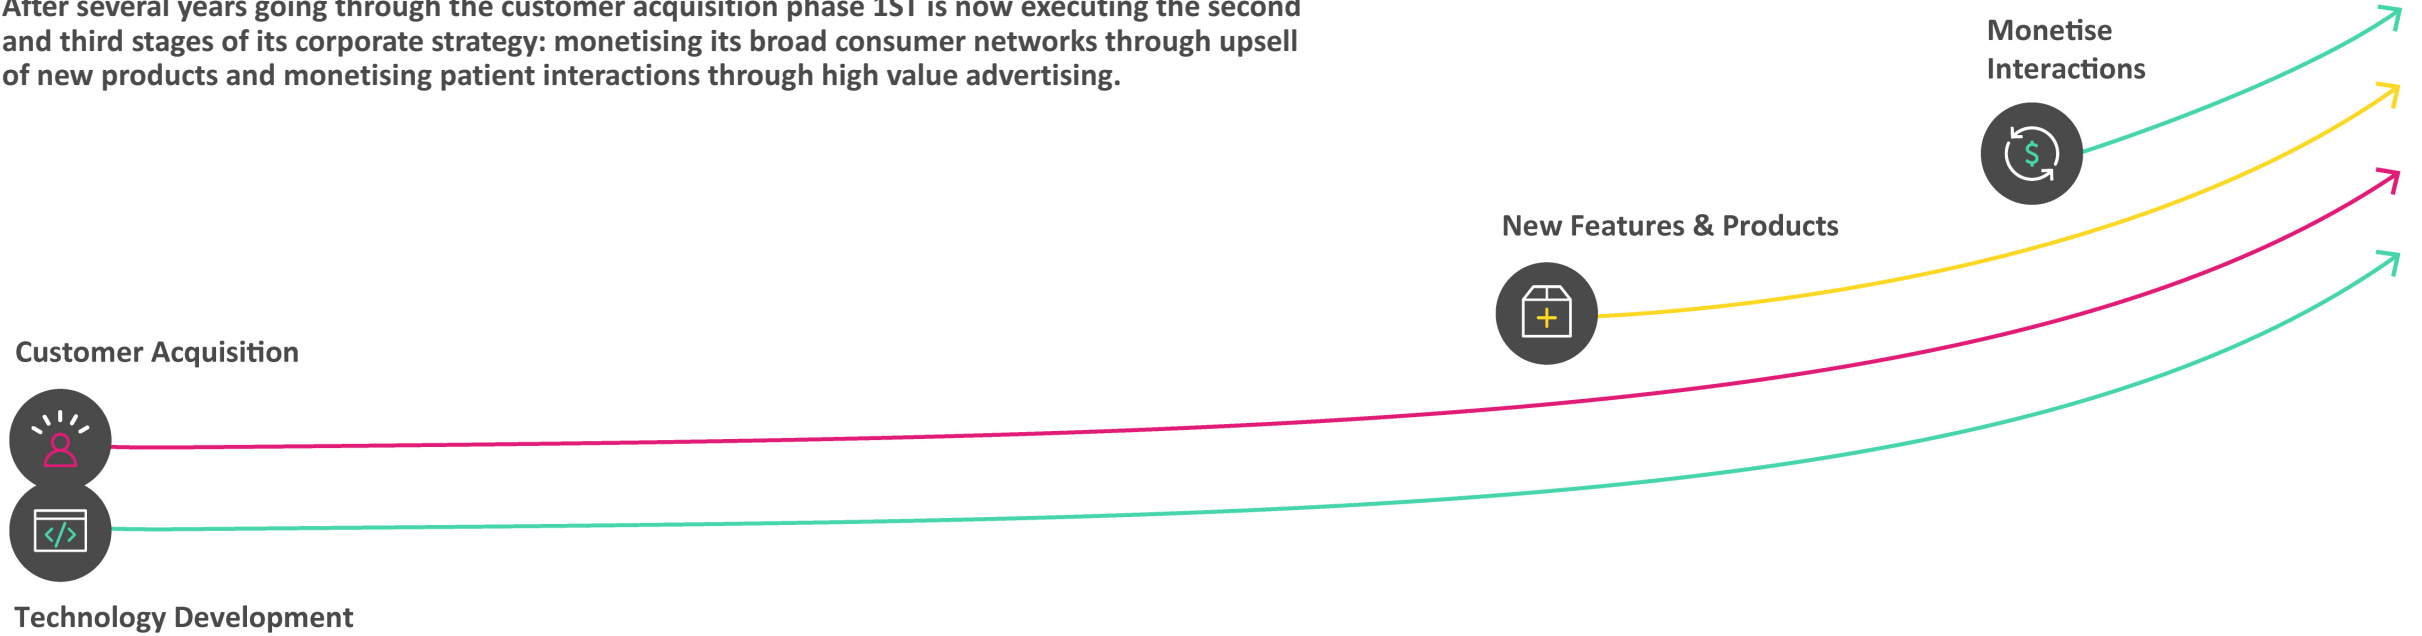 After several years going through the customer acquisition phase 1ST is now executing the second
and third stages of its corporate strategy: monetising its broad consumer networks through upsell
of new products and monetising patient interactions through high value advertising.
Monetise
Interactions
$
New Features & Products
Customer Acquisition
</>
Technology Development